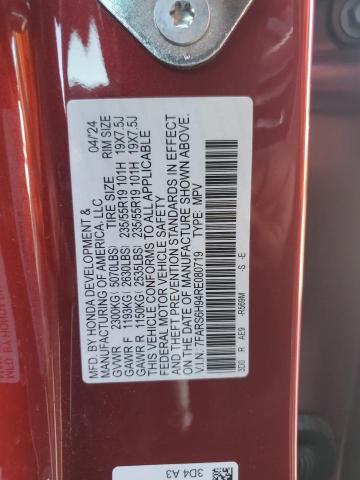 MFD. BY HONDA DEVELOPMENT & 04/24
MANUFACTURING OF AMERICA, LLC
TIRE SIZE RIM SIZE
GVWR 2300KG( 5070LBS)
GAWR F 1193KG( 2630LBS) 235/55R19 101H 19X7.5J
GAWR R 1150KG( 2535LBS) 235/55R19 101H 19X7.5J
THIS VEHICLE CONFORMS TO ALL APPLICABLE
FEDERAL MOTOR VEHICLE SAFETY
AND THEFT PREVENTION STANDARDS IN EFFECT
ON THE DATE OF MANUFACTURE SHOWN ABOVE.
V.I.N. 7FARS6H94RE080719 TYPE: MPV
3D0 R AE9 -R569M -S -E
3D4 A3